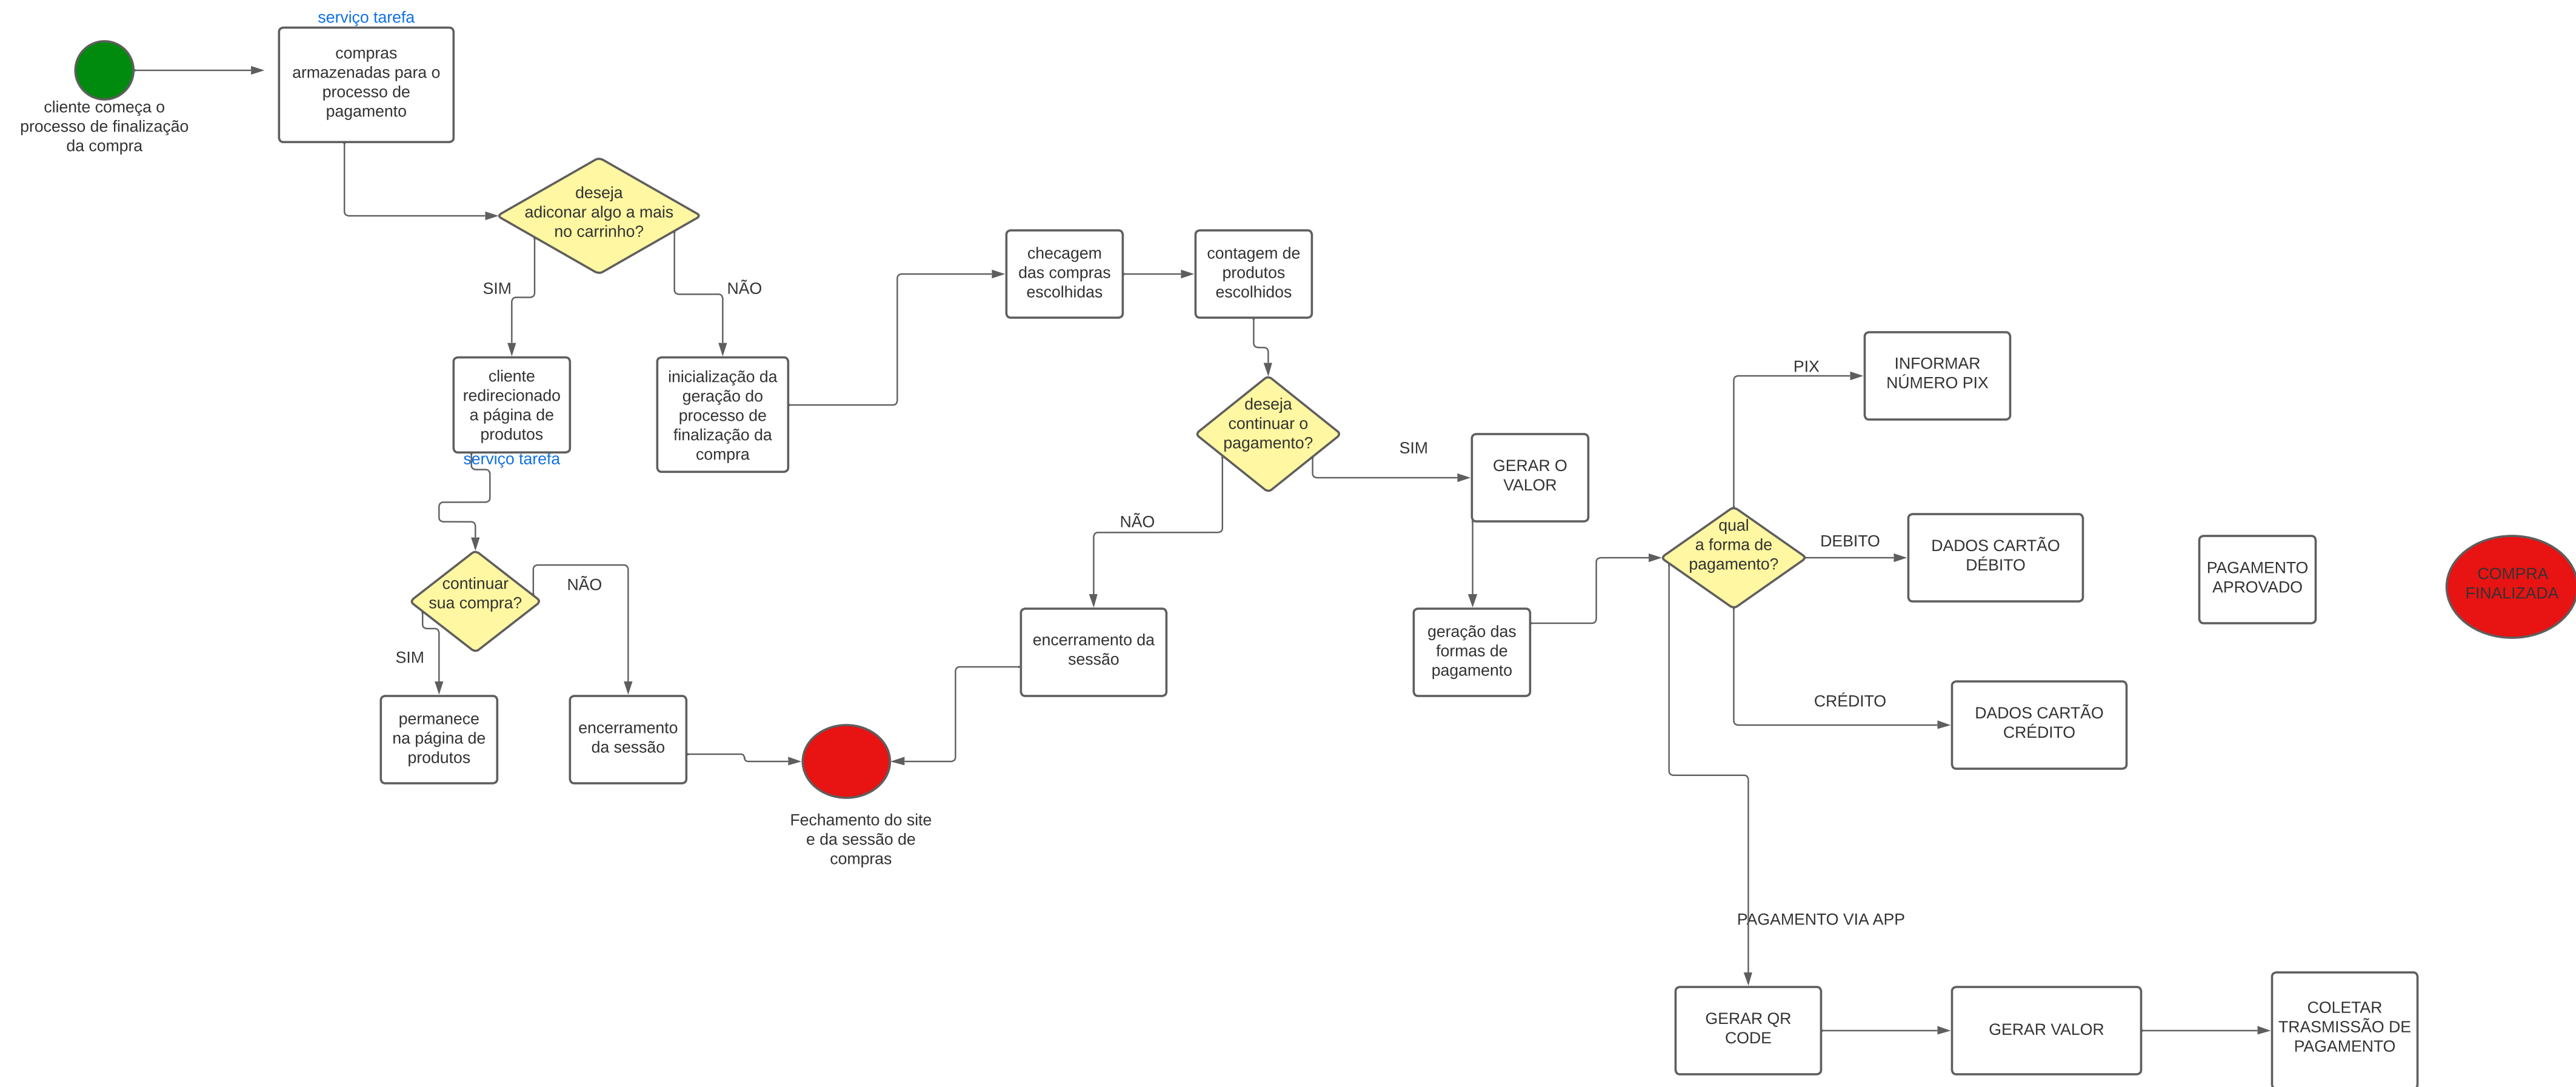 serviço tarefa
compras
armazenadas para o
processo de
pagamento
cliente começa o
processo de finalização
da compra
deseja
adiconar algo a mais
no carrinho?
SIM
NÃO
cliente
redirecionado
a página de
produtos
serviço tarefa
inicialização da
geração do
processo de
finalização da
compra
checagem
das compras
escolhidas
contagem de
produtos
escolhidos
deseja
continuar o
pagamento?
SIM
NÃO
GERAR O
VALOR
continuar
sua compra?
NÃO
SIM
permanece
na página de
produtos
encerramento
da sessão
encerramento da
sessão
Fechamento do site
e da sessão de
compras
geração das
formas de
pagamento
qual
a forma de
pagamento?
PIX
INFORMAR
NÚMERO PIX
DEBITO
DADOS CARTÃO
DÉBITO
CRÉDITO
DADOS CARTÃO
CRÉDITO
PAGAMENTO
APROVADO
COMPRA
FINALIZADA
PAGAMENTO VIA APP
GERAR QR
CODE
GERAR VALOR
COLETAR
TRASMISSÃO DE
PAGAMENTO